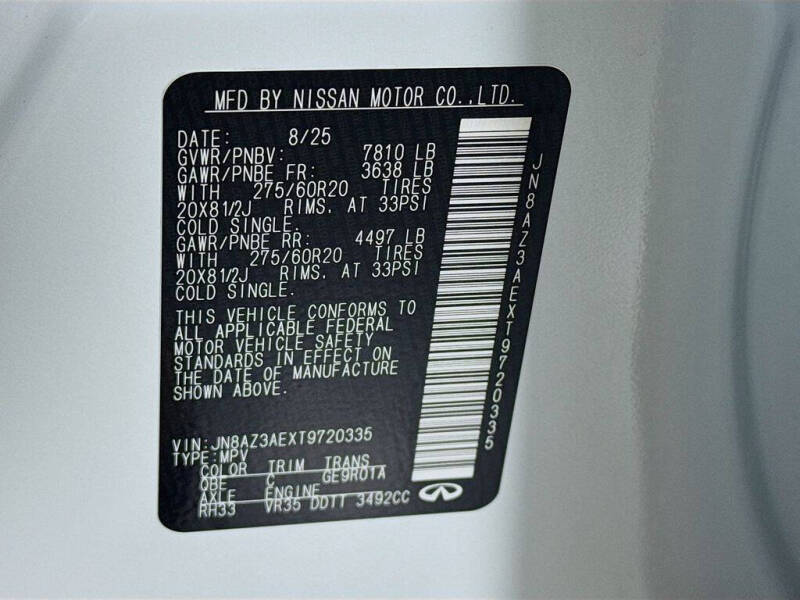 MFD BY NISSAN MOTOR CO.,LTD.
DATE: 8/25
GVWR/PNBV: 7810 LB
GAWR/PNBE FR: 3638 LB
WITH 275/60R20 TIRES
20X81/2J RIMS, AT 33PSI
COLD SINGLE.
GAWR/PNBE RR: 4497 LB
WITH 275/60R20 TIRES
20X81/2J RIMS, AT 33PSI
COLD SINGLE.
THIS VEHICLE CONFORMS TO
ALL APPLICABLE FEDERAL
MOTOR VEHICLE SAFETY
STANDARDS IN EFFECT ON
THE DATE OF MANUFACTURE
SHOWN ABOVE.
VIN:JN8AZ3AEXT9720335
TYPE:MPV
COLOR TRIM TRANS
QBE C GE9R01A
AXLE ENGINE
RH33 VR35 DDTT 3492CC
JN8AZ3AEXT9720335